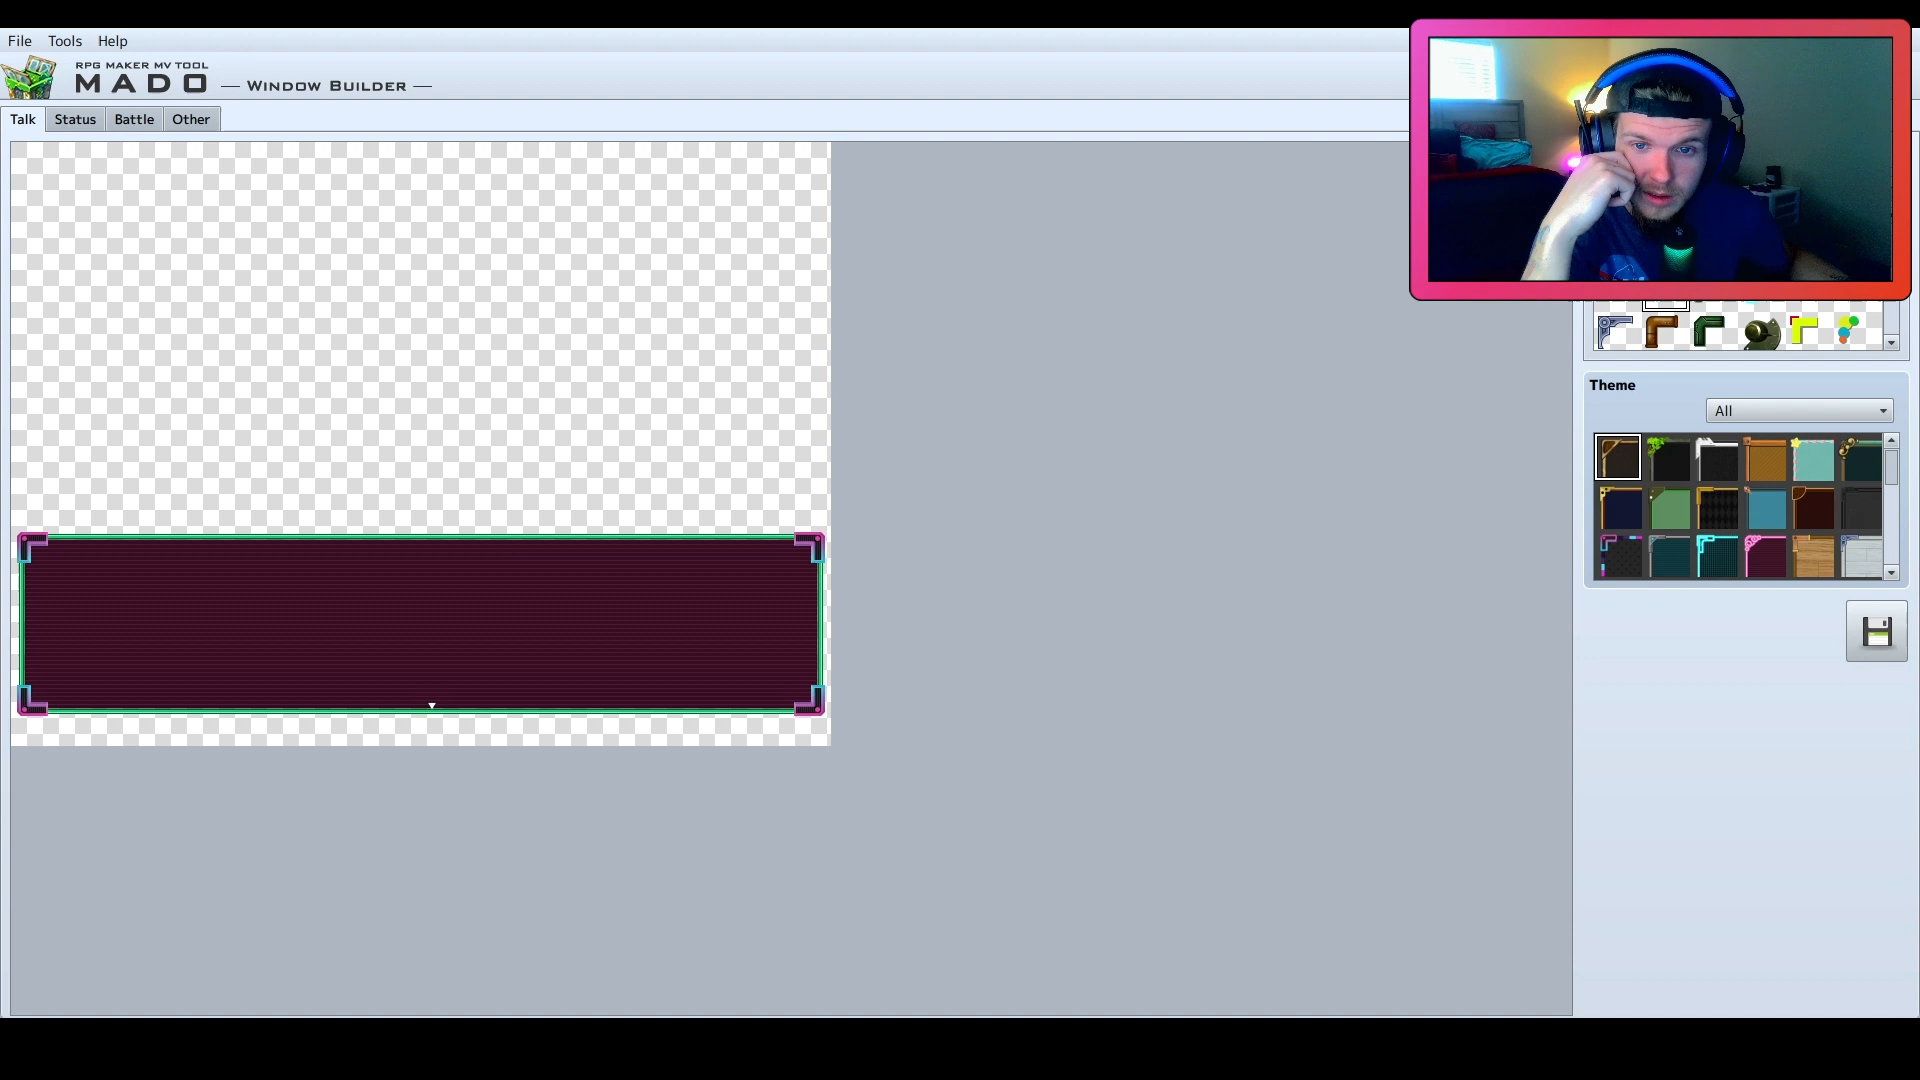 File Tools Help
RPG MAKER MV TOOL
MADO — WINDOW BUILDER —
Talk Status Battle Other
Theme
All